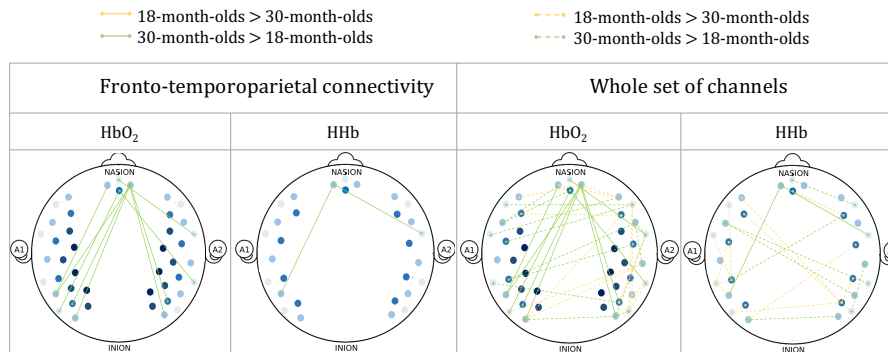 18-month-olds > 30-month-olds
30-month-olds > 18-month-olds
18-month-olds > 30-month-olds
30-month-olds > 18-month-olds
Fronto-temporoparietal connectivity
Whole set of channels
HbO₂
HHb
HbO₂
HHb
NASION
NASION
NASION
NASION
A1
A2
A1
A2
A1
A2
A1
INION
INION
INION
INION